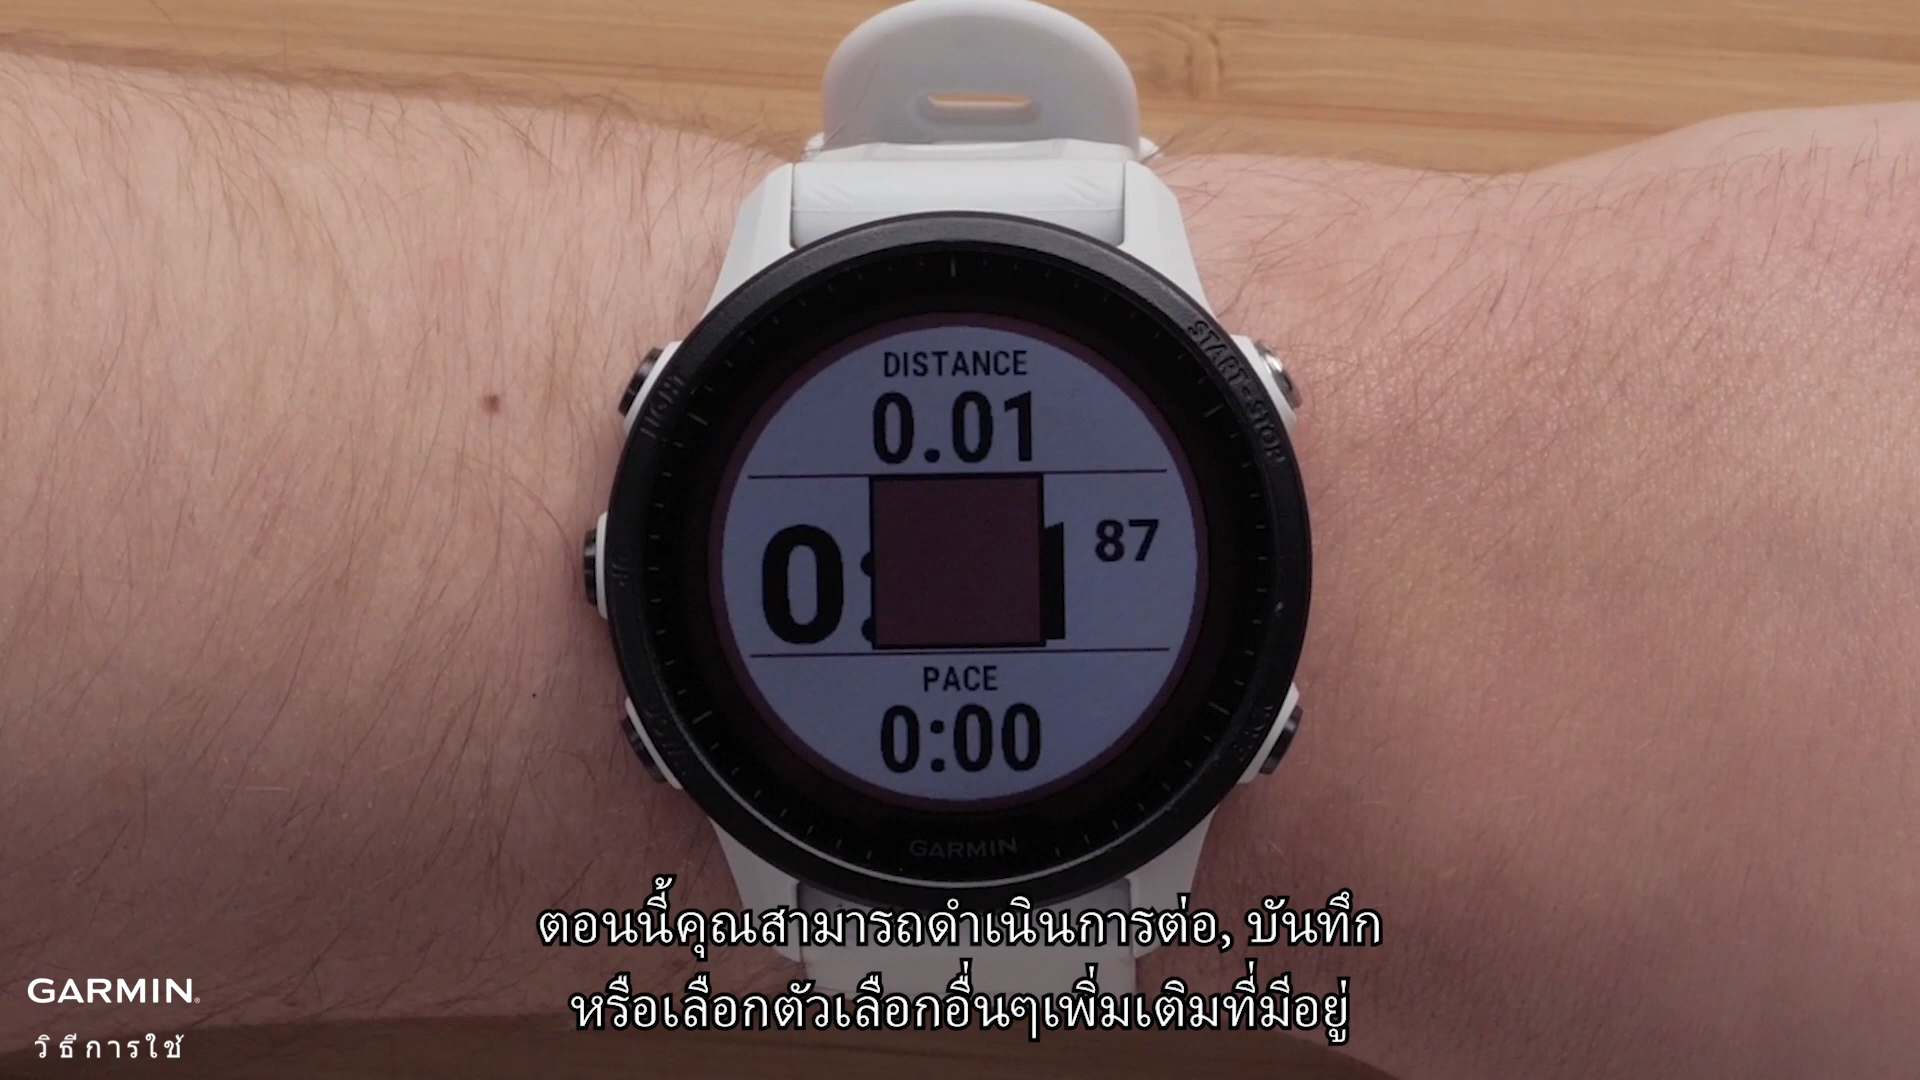 START•STOP
LIGHT
DISTANCE
0.01
87
PACE
0:00
GARMIN
ตอนนี้คุณสามารถดำเนินการต่อ, บันทึก
หรือเลือกตัวเลือกอื่นๆเพิ่มเติมที่มีอยู่
GARMIN
วิธีการใช้